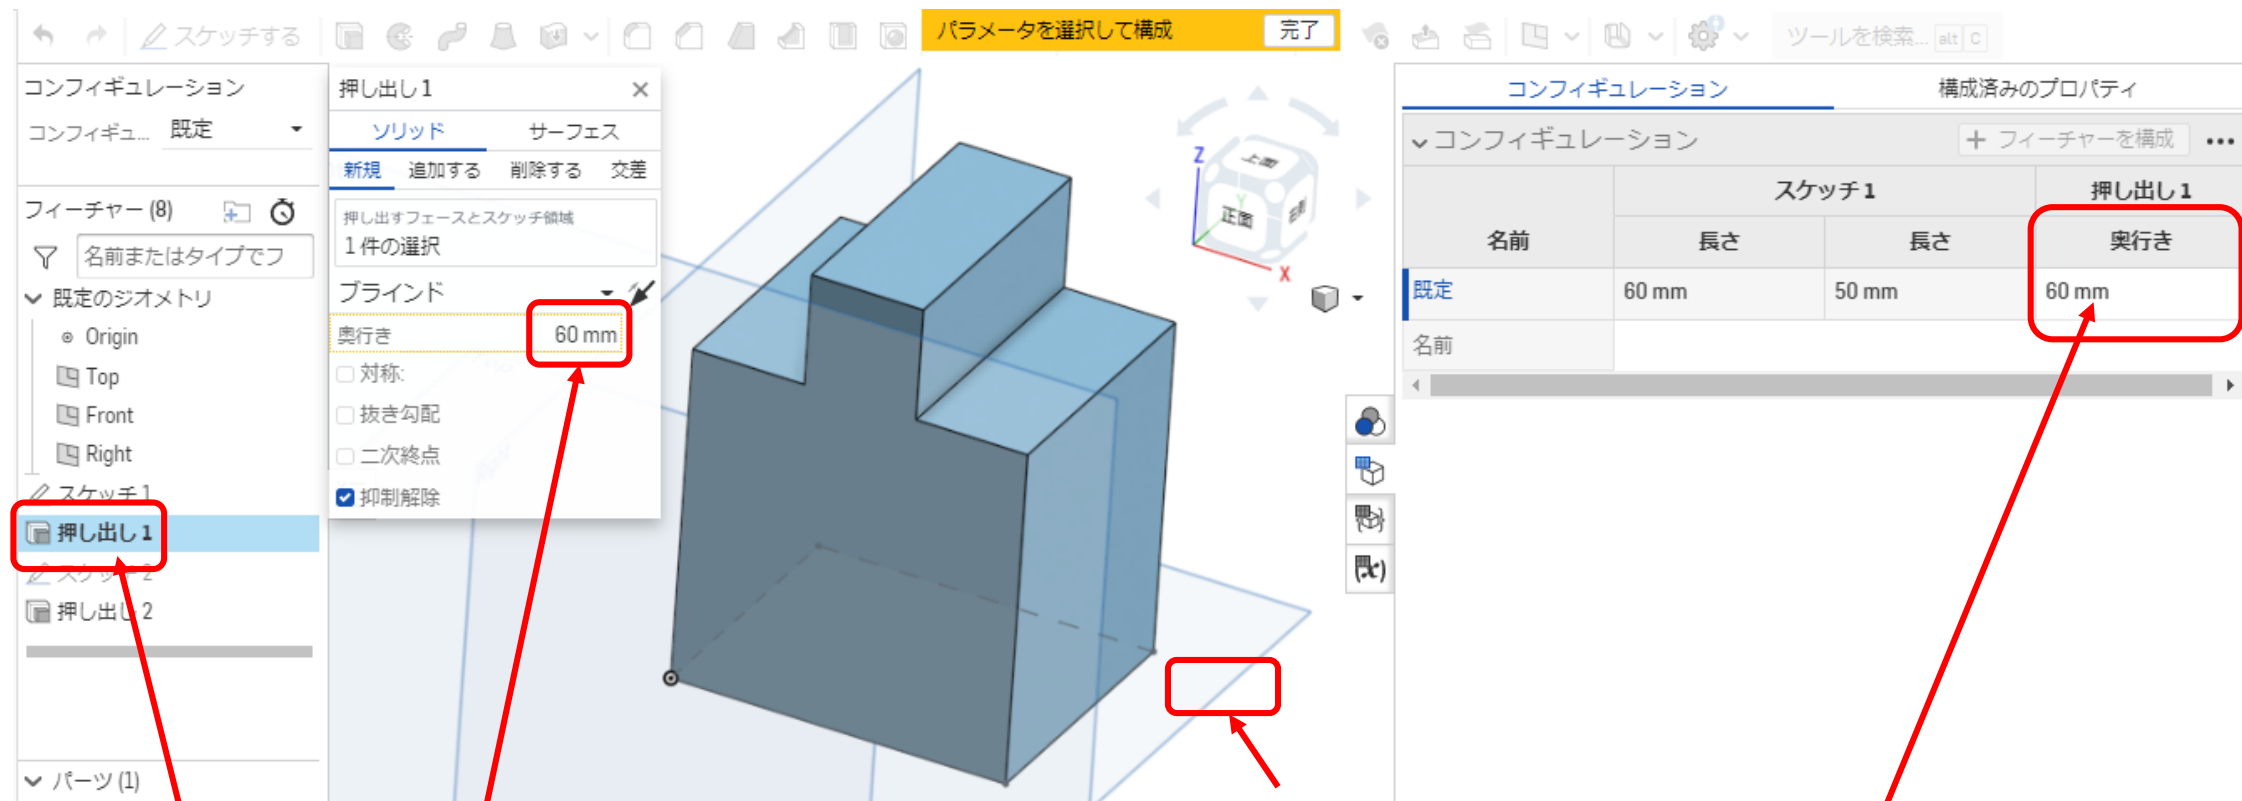 スケッチする
パラメータを選択して構成
完了
ツールを検索... alt C
コンフィギュレーション
コンフィギュ... 既定
フィーチャー (8)
名前またはタイプでフ
既定のジオメトリ
Origin
Top
Front
Right
スケッチ 1
押し出し 1
スケッチ 2
押し出し 2
パーツ (1)
押し出し 1
ソリッド サーフェス
新規 追加する 削除する 交差
押し出すフェースとスケッチ領域
1 件の選択
ブラインド
奥行き 60 mm
対称:
抜き勾配
二次終点
抑制解除
Z
上面
Y
正面
右面
X
コンフィギュレーション 構成済みのプロパティ
コンフィギュレーション + フィーチャーを構成
スケッチ 1 押し出し 1
名前 長さ 長さ 奥行き
既定 60 mm 50 mm 60 mm
名前
(x)